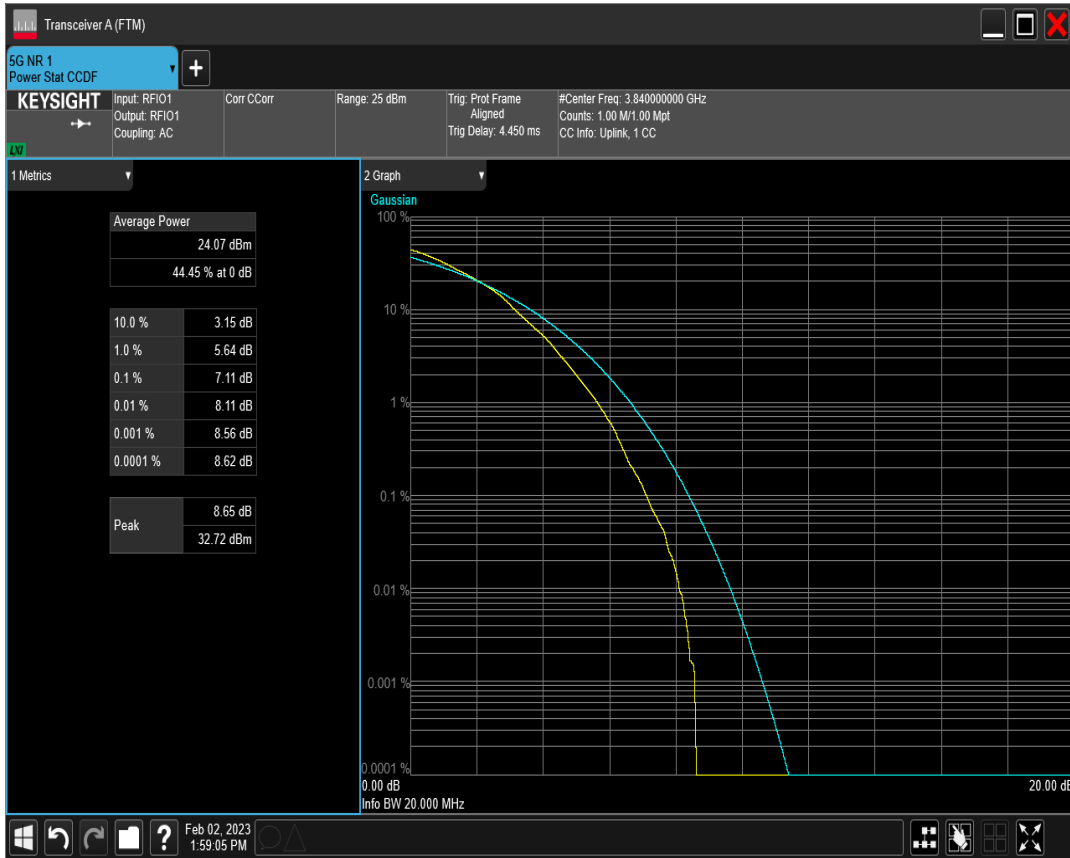 Transceiver A (FTM)
5G NR 1
Power Stat CCDF
+
KEYSIGHT
LXI
Input: RFIO1
Output: RFIO1
Coupling: AC
Corr CCorr
Range: 25 dBm
Trig: Prot Frame
Aligned
Trig Delay: 4.450 ms
#Center Freq: 3.840000000 GHz
Counts: 1.00 M/1.00 Mpt
CC Info: Uplink, 1 CC
1 Metrics
Average Power
24.07 dBm
44.45 % at 0 dB
10.0 % 3.15 dB
1.0 % 5.64 dB
0.1 % 7.11 dB
0.01 % 8.11 dB
0.001 % 8.56 dB
0.0001 % 8.62 dB
Peak 8.65 dB
32.72 dBm
2 Graph
Gaussian
100 %
10 %
1 %
0.1 %
0.01 %
0.001 %
0.0001 %
0.00 dB 20.00 dB
Info BW 20.000 MHz
? Feb 02, 2023
1:59:05 PM